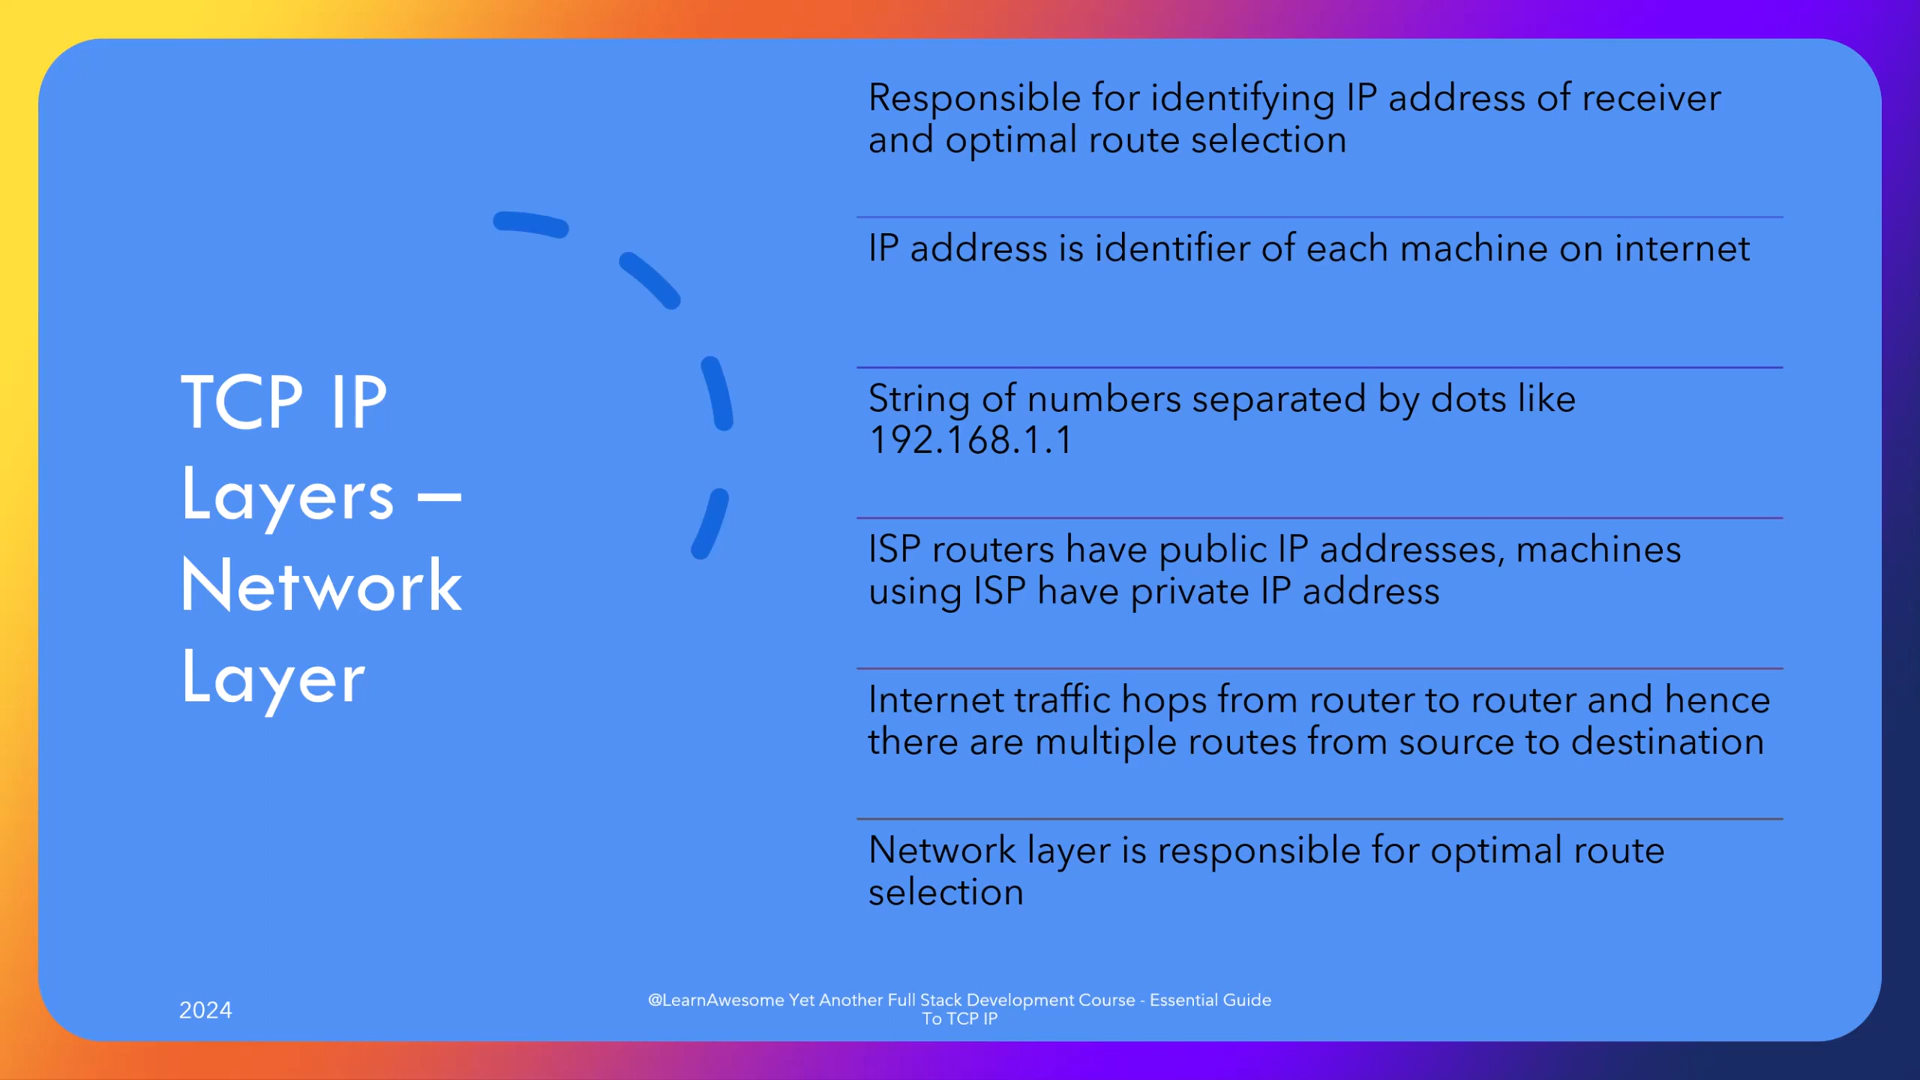 TCP IP
Layers –
Network
Layer
Responsible for identifying IP address of receiver
and optimal route selection
IP address is identifier of each machine on internet
String of numbers separated by dots like
192.168.1.1
ISP routers have public IP addresses, machines
using ISP have private IP address
Internet traffic hops from router to router and hence
there are multiple routes from source to destination
Network layer is responsible for optimal route
selection
2024
@LearnAwesome Yet Another Full Stack Development Course - Essential Guide
To TCP IP